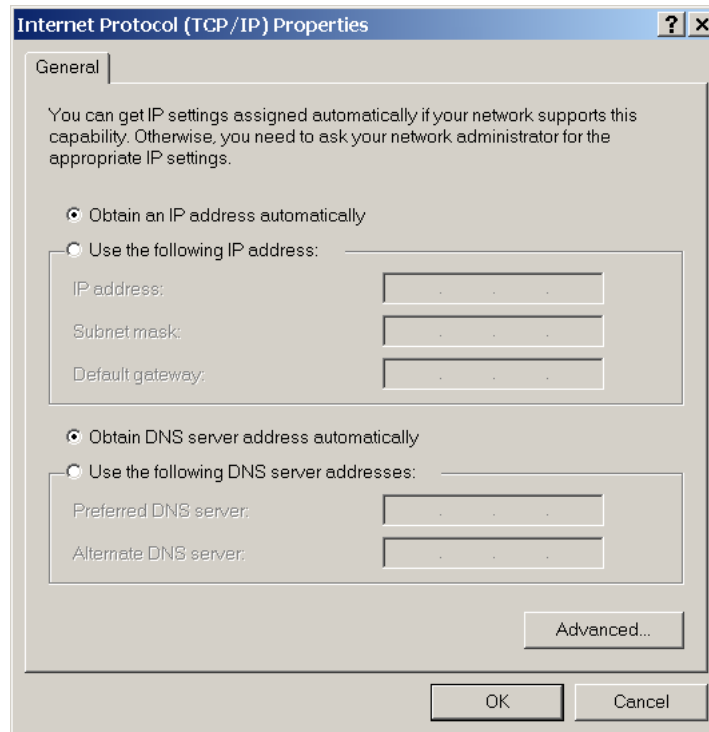 Internet Protocol (TCP/IP) Properties
General
You can get IP settings assigned automatically if your network supports this
capability. Otherwise, you need to ask your network administrator for the
appropriate IP settings.
Obtain an IP address automatically
Use the following IP address:
IP address:
Subnet mask:
Default gateway:
Obtain DNS server address automatically
Use the following DNS server addresses:
Preferred DNS server:
Alternate DNS server:
Advanced...
OK
Cancel